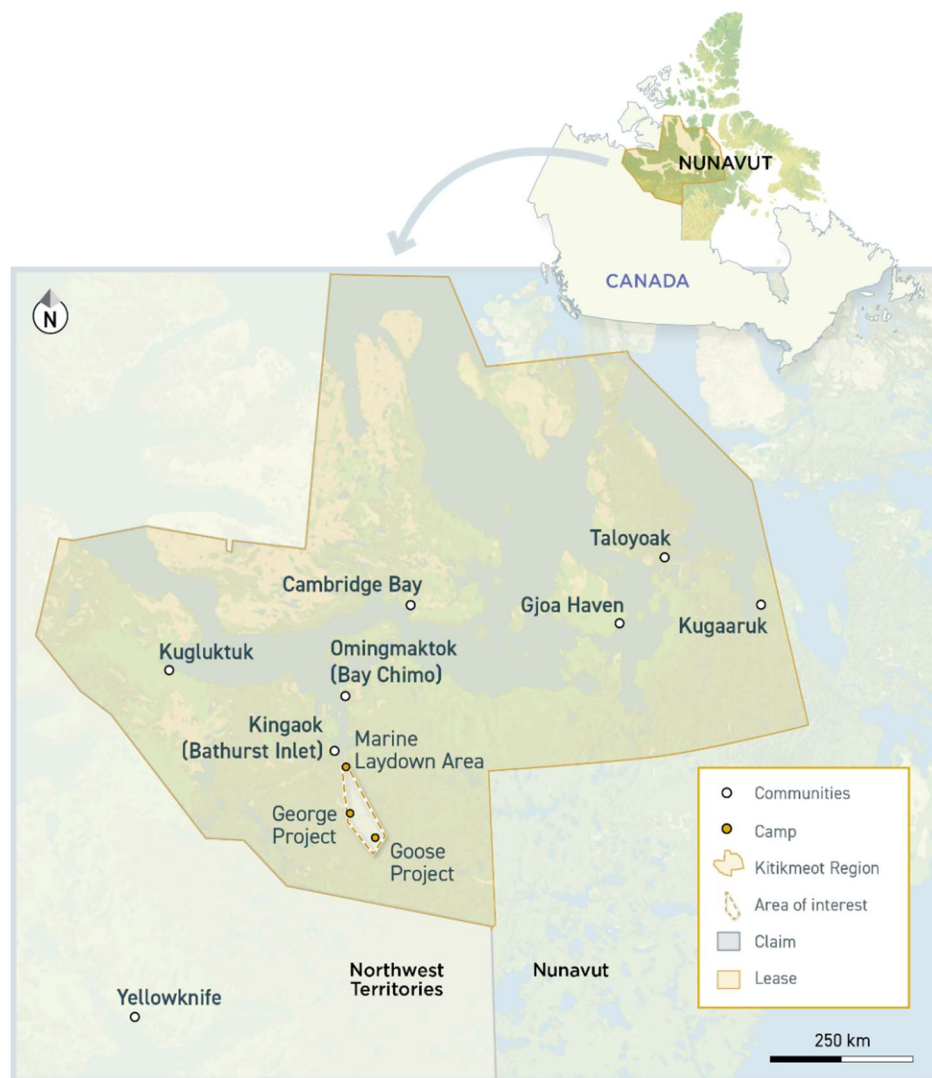 NUNAVUT
CANADA
N
Taloyoak
Cambridge Bay
Gjoa Haven
Kugaaruk
Kugluktuk
Omingmaktok
(Bay Chimo)
Kingaok
(Bathurst Inlet)
Marine
Laydown Area
George
Project
Goose
Project
Northwest
Territories
Nunavut
Yellowknife
Communities
Camp
Kitikmeot Region
Area of interest
Claim
Lease
250 km